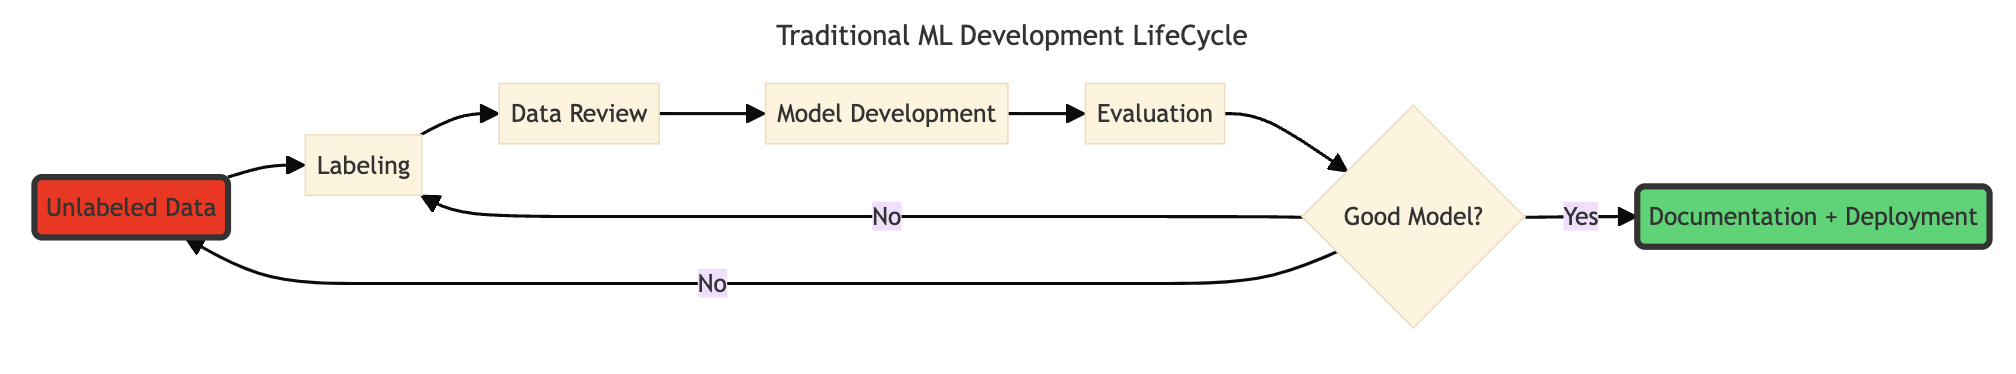 Traditional ML Development LifeCycle
Unlabeled Data
Labeling
Data Review
Model Development
Evaluation
Good Model?
No
No
Yes
Documentation + Deployment